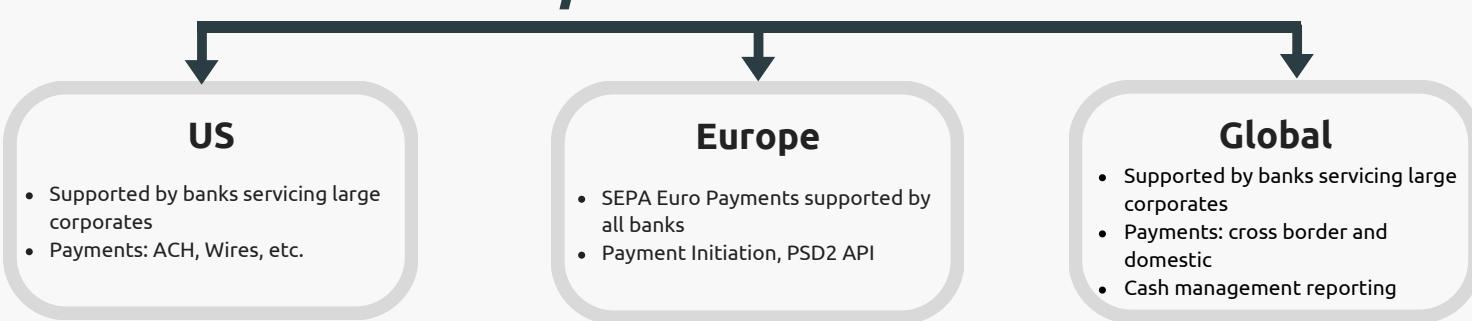 US
• Supported by banks servicing large
corporates
• Payments: ACH, Wires, etc.
Europe
• SEPA Euro Payments supported by
all banks
• Payment Initiation, PSD2 API
Global
• Supported by banks servicing large
corporates
• Payments: cross border and
domestic
• Cash management reporting